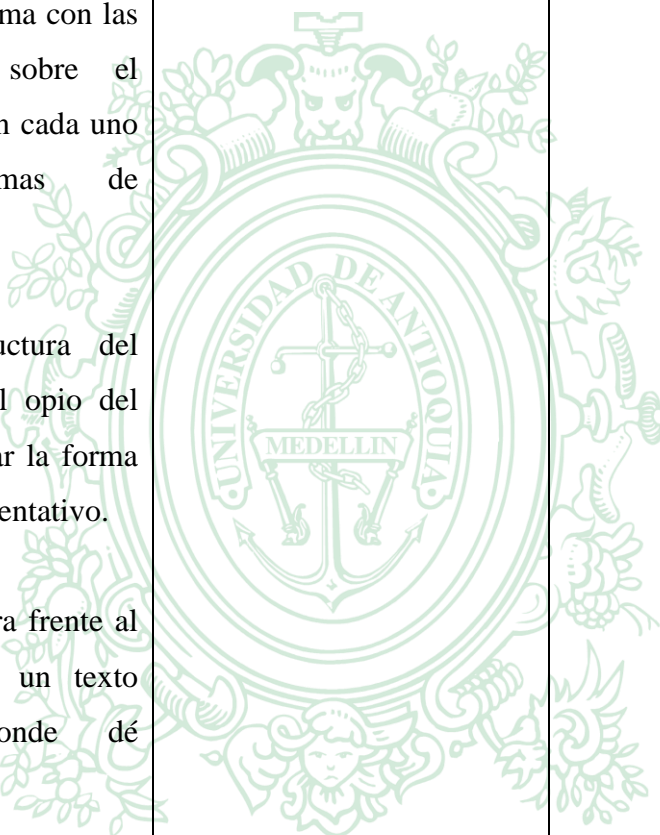 ma con las
sobre el
n cada uno
mas de
uctura del
l opio del
ar la forma
entativo.
ra frente al
un texto
onde dé
UNIVERSIDAD DE ANTIOQUIA
MEDELLIN